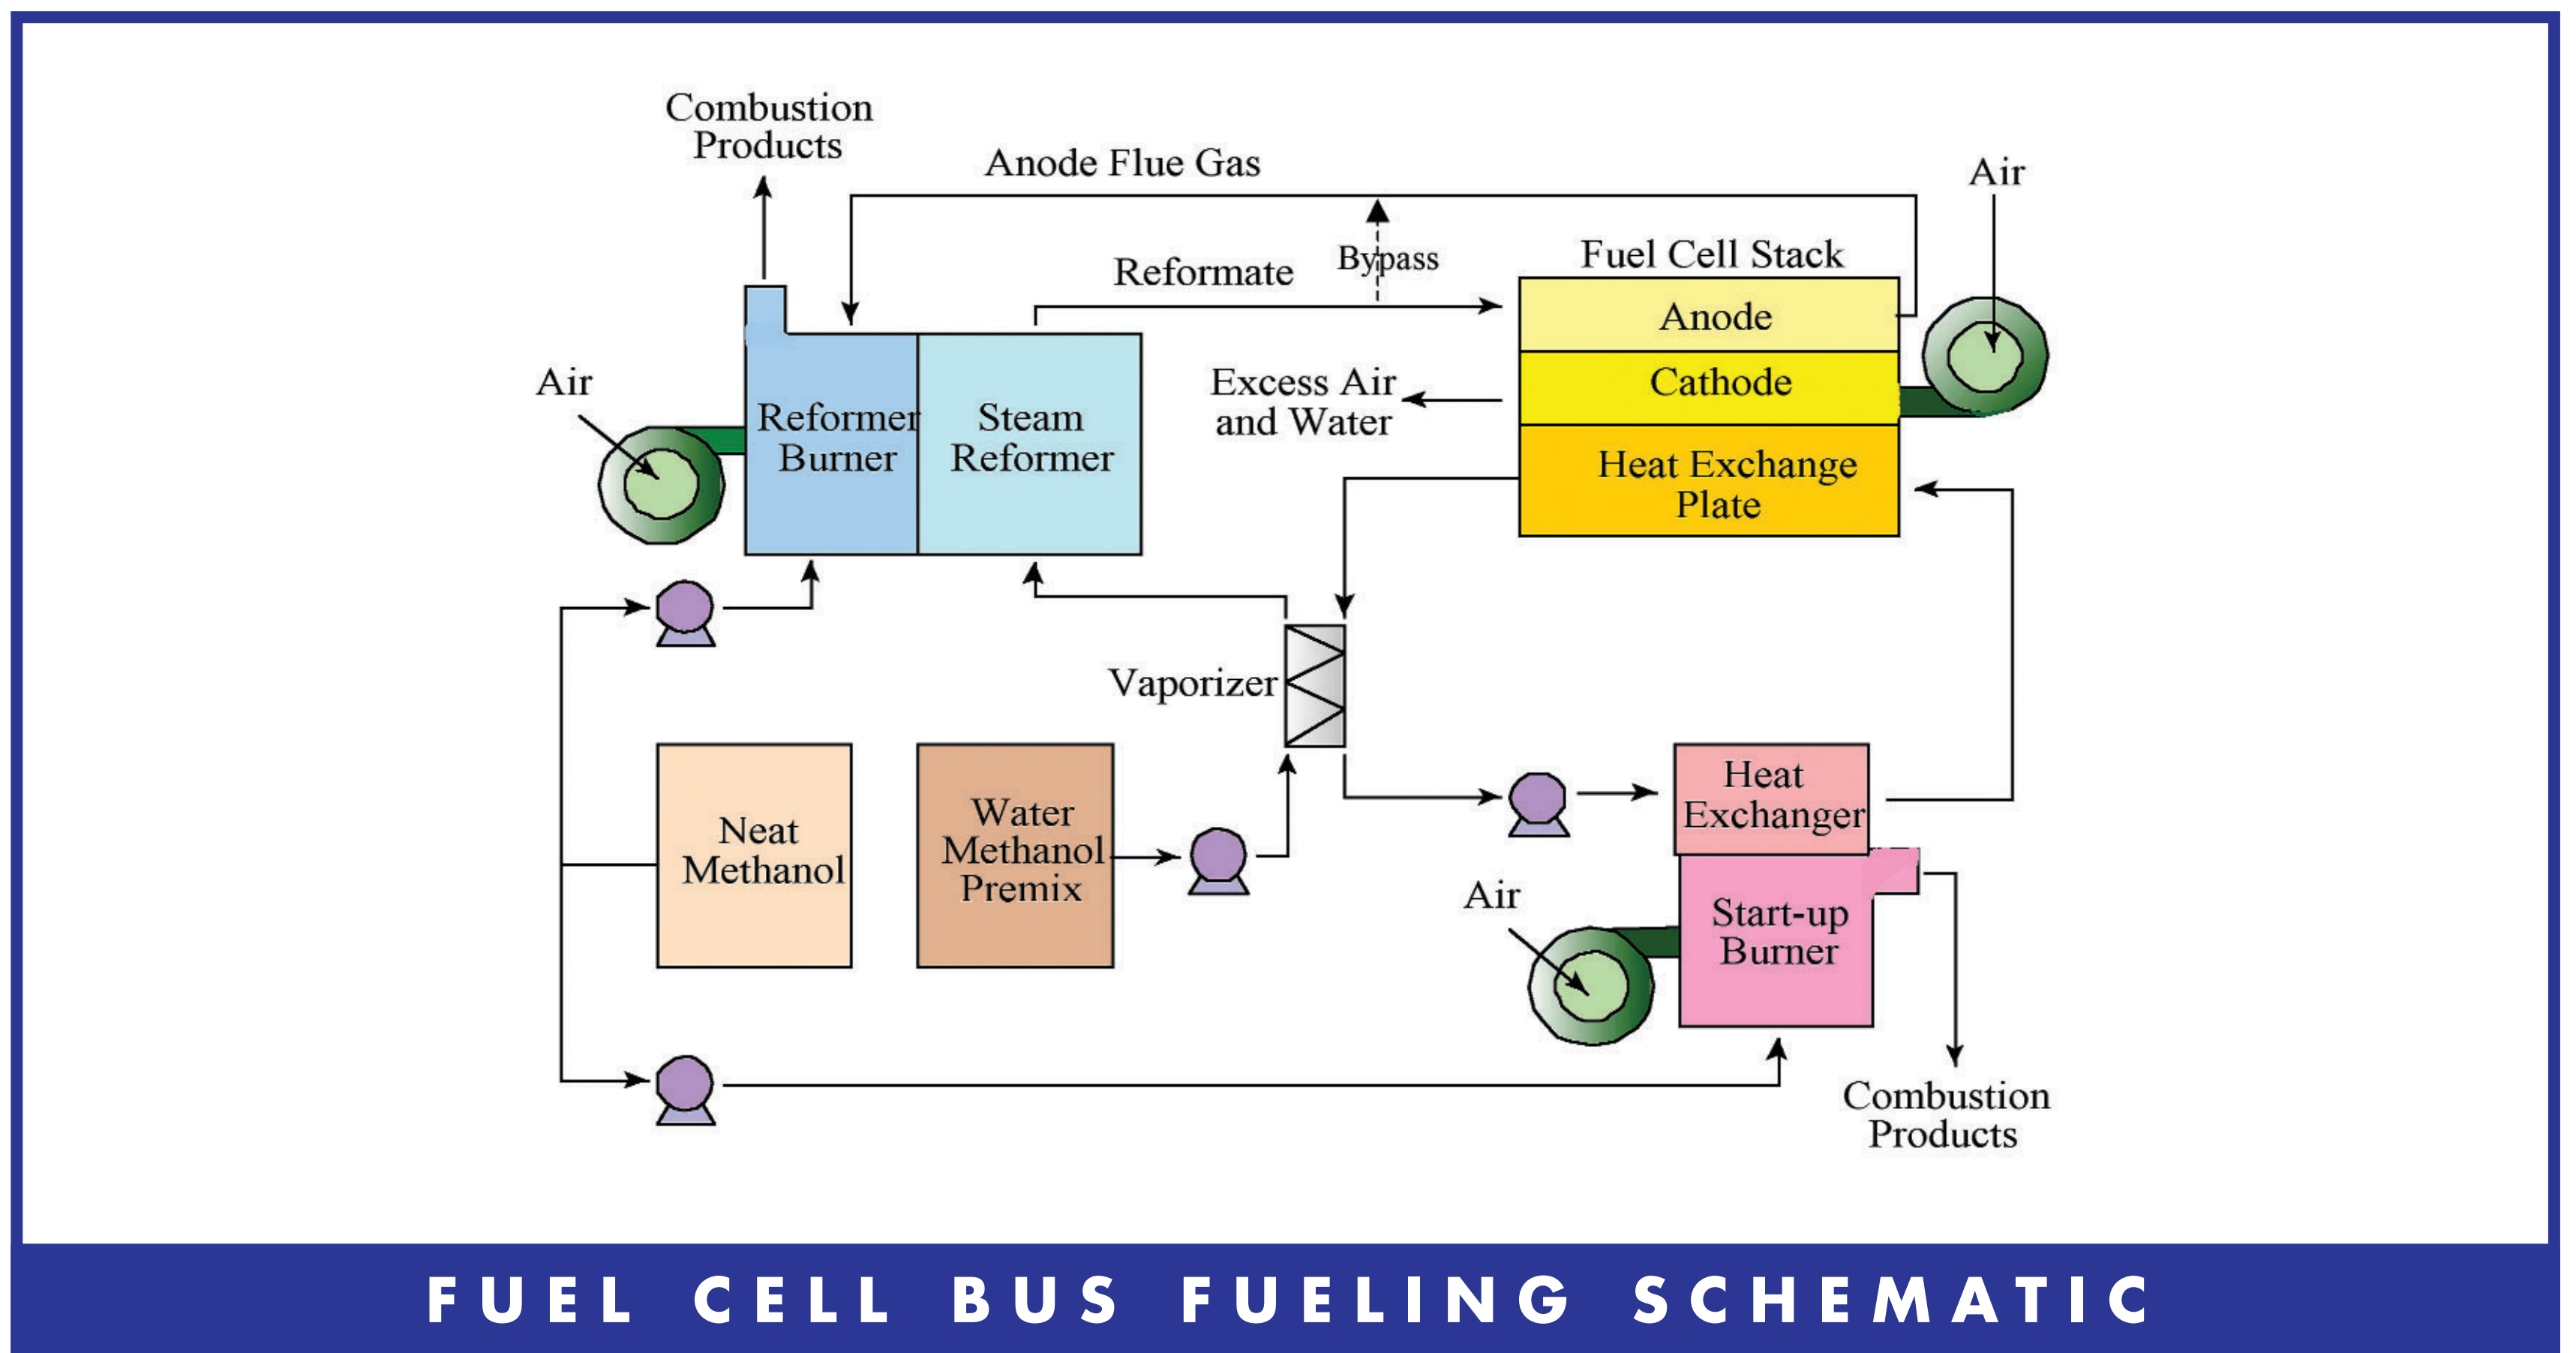 Combustion
Products
Anode Flue Gas
Air
Fuel Cell Stack
Bypass
Reformate
Anode
Air
Excess Air
and Water
Cathode
Reformer
Burner
Steam
Reformer
Heat Exchange
Plate
Vaporizer
Neat
Methanol
Water
Methanol
Premix
Heat
Exchanger
Air
Start-up
Burner
Combustion
Products
FUEL CELL BUS FUELING SCHEMATIC